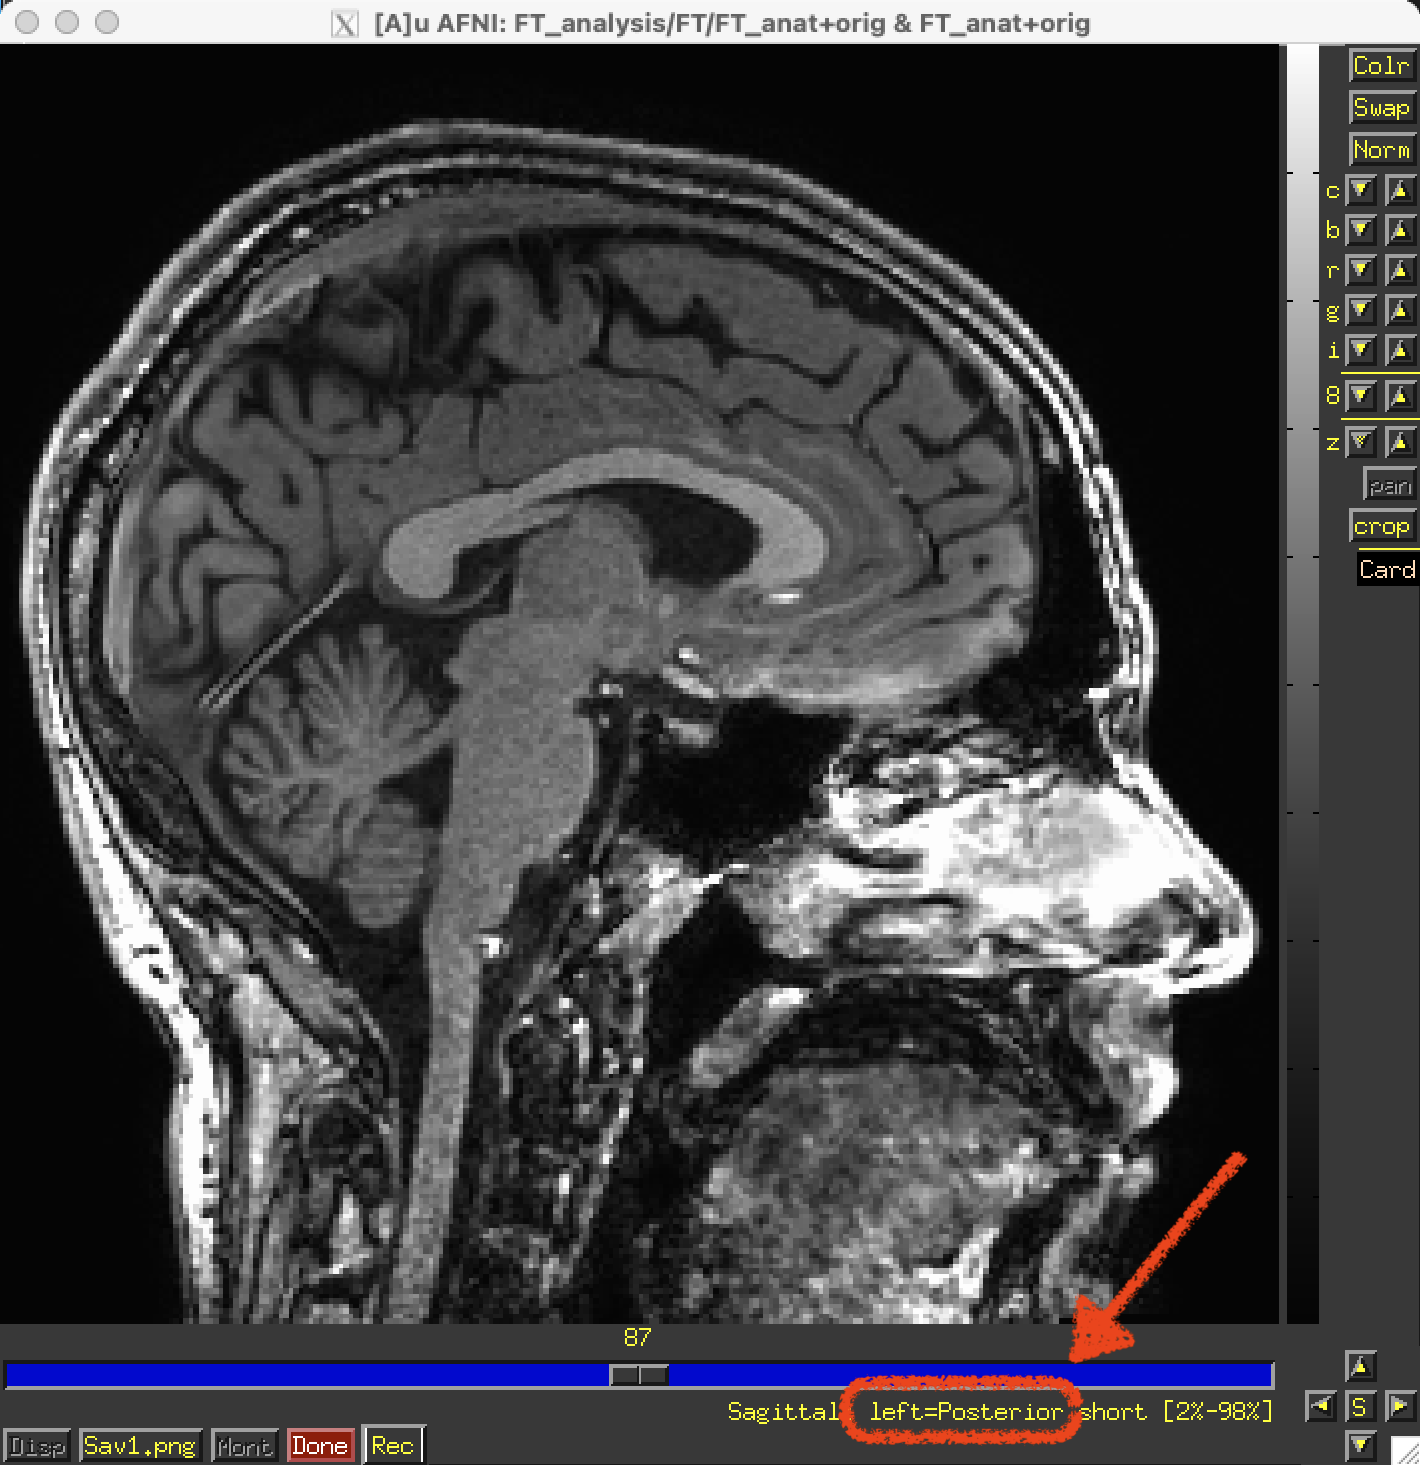 [A]u AFNI: FT_analysis/FT/FT_anat+orig & FT_anat+orig
Colr
Swap
Norm
c
b
r
g
i
8
z
pan
crop
Card
87
Sagittal left=Posterior short [2%-98%]
S
Disp Sav1.png Mont Done Rec